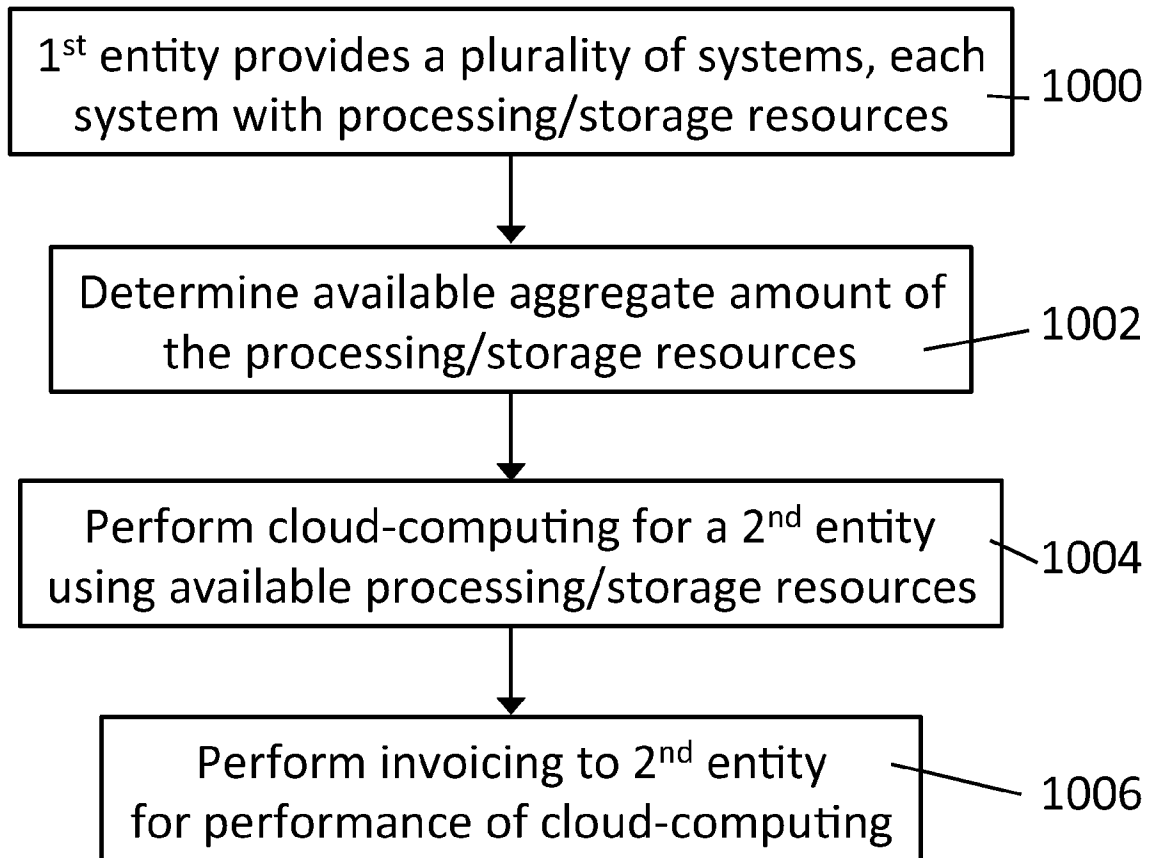 1st entity provides a plurality of systems, each
system with processing/storage resources
1000
Determine available aggregate amount of
the processing/storage resources
1002
Perform cloud-computing for a 2nd entity
using available processing/storage resources
1004
Perform invoicing to 2nd entity
for performance of cloud-computing
1006